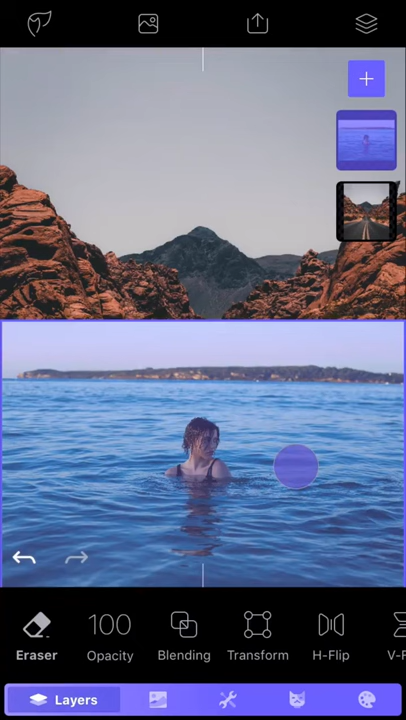 +
100
Eraser
Opacity
Blending
Transform
H-Flip
V-F
Layers